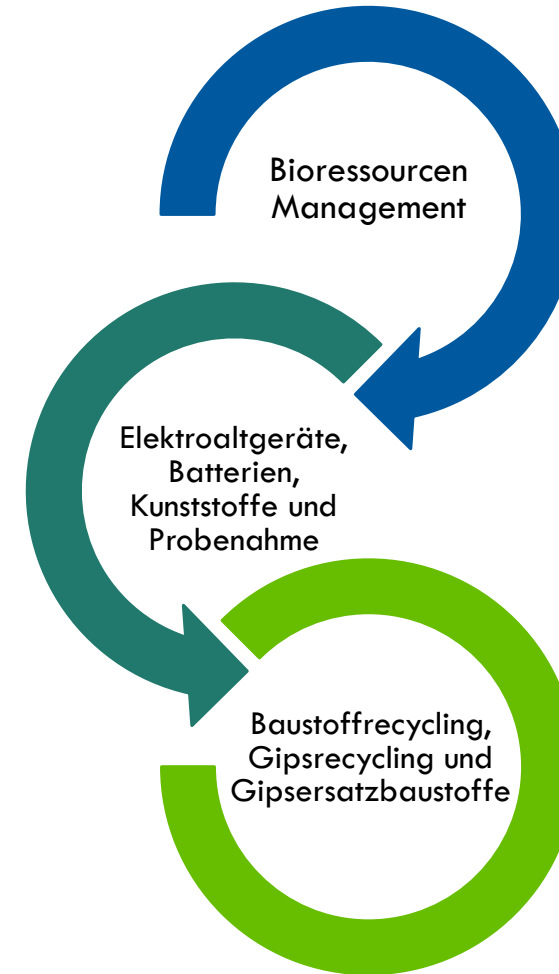 Bioressourcen
Management
Elektroaltgeräte,
Batterien,
Kunststoffe und
Probenahme
Baustoffrecycling,
Gipsrecycling und
Gipsersatzbaustoffe